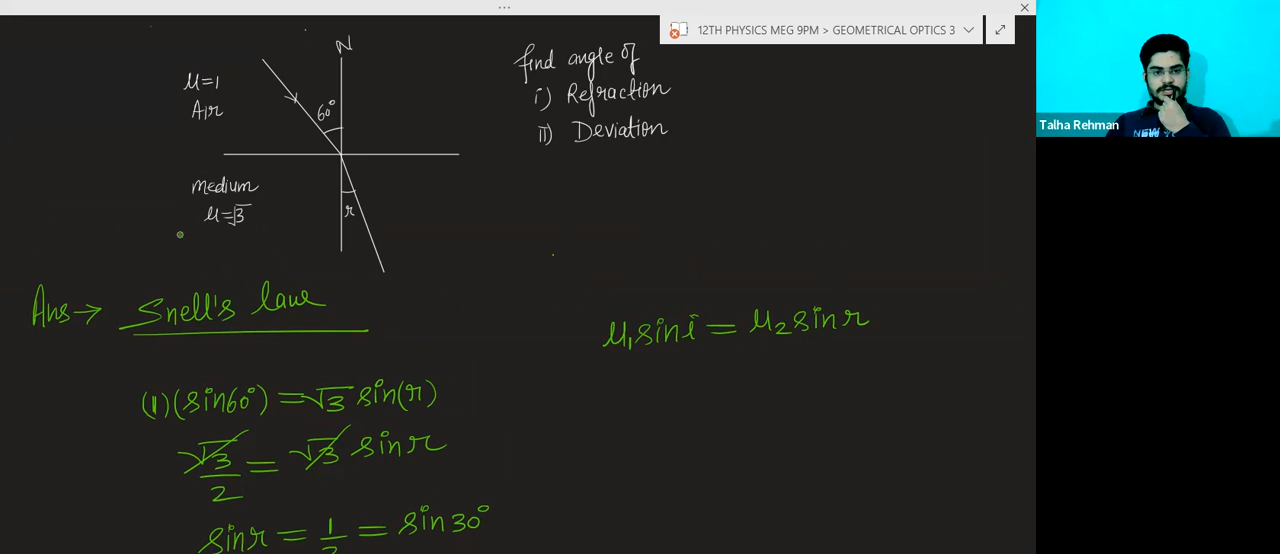 12TH PHYSICS MEG 9PM > GEOMETRICAL OPTICS 3
N
μ=1
Air
60°
find angle of
i) Refraction
ii) Deviation
medium
μ=√3
r
Talha Rehman
NEW
Ans→ Snell's law
μ₁sini = μ₂sinr
(1)(sin60°) = √3 sin(r)
√3/2 = √3 sinr
sinr = 1/2 = sin30°